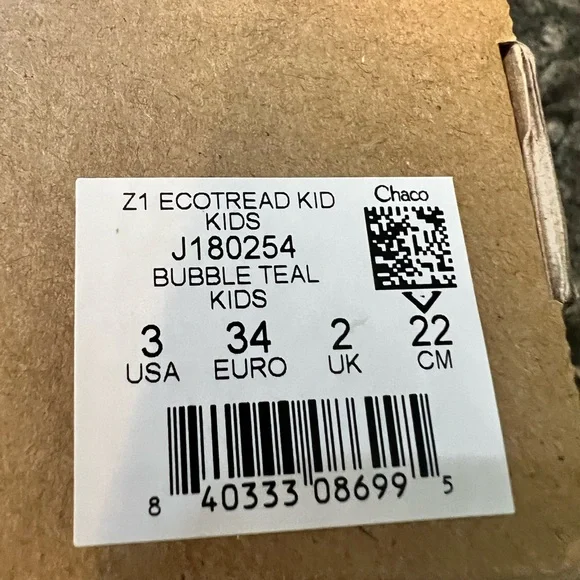 Chaco
Z1 ECOTREAD KID
KIDS
J180254
BUBBLE TEAL
KIDS
3 34 2 22
USA EURO UK CM
8 40333 08699 5